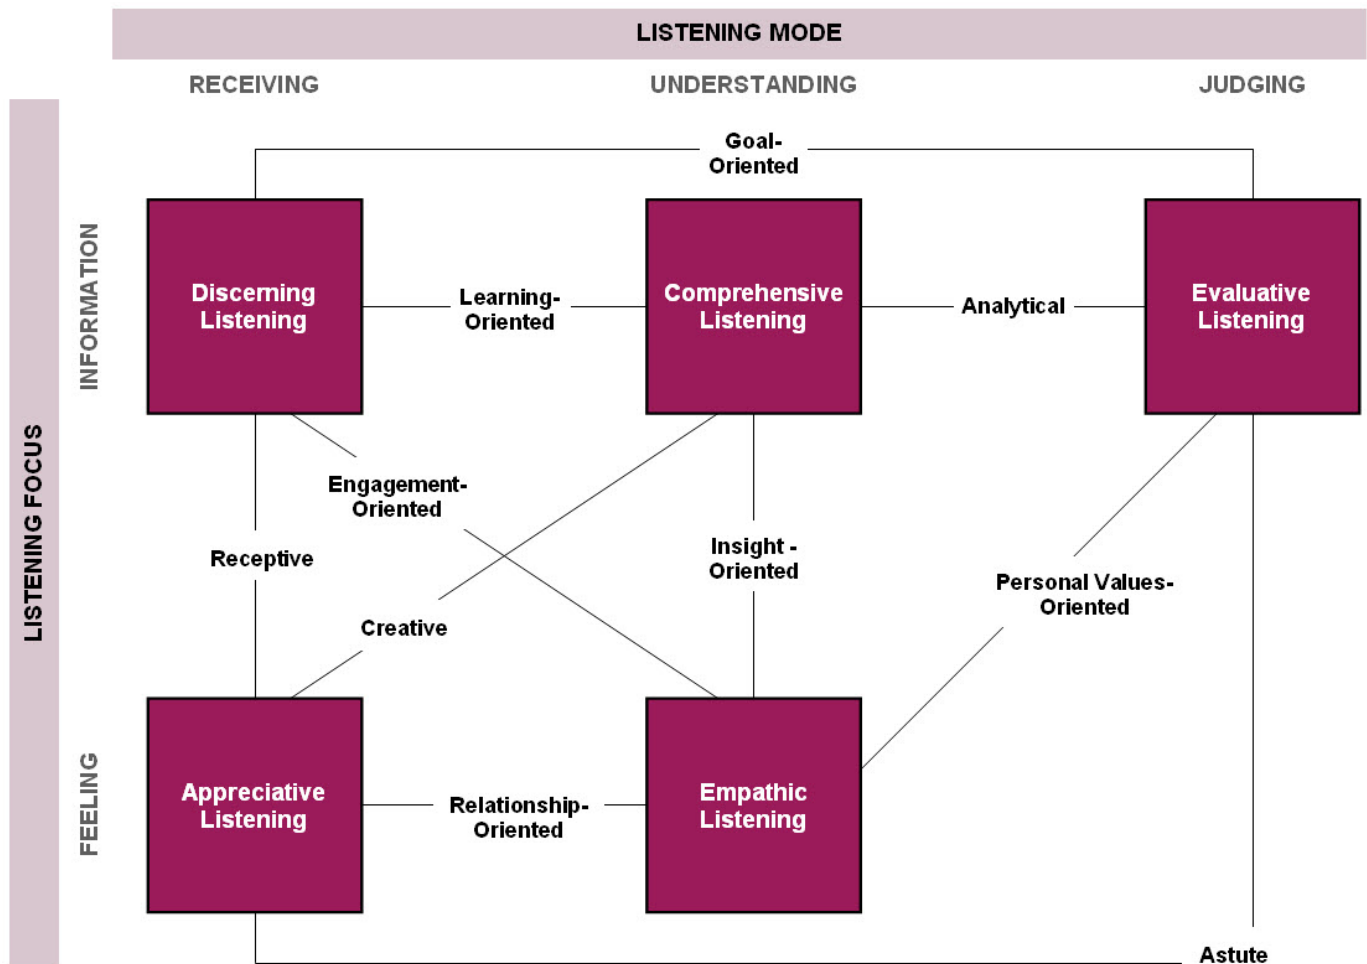 LISTENING MODE
RECEIVING
UNDERSTANDING
JUDGING
LISTENING FOCUS
INFORMATION
FEELING
Goal-
Oriented
Discerning
Listening
Learning-
Oriented
Comprehensive
Listening
Analytical
Evaluative
Listening
Engagement-
Oriented
Receptive
Creative
Insight -
Oriented
Personal Values-
Oriented
Appreciative
Listening
Relationship-
Oriented
Empathic
Listening
Astute